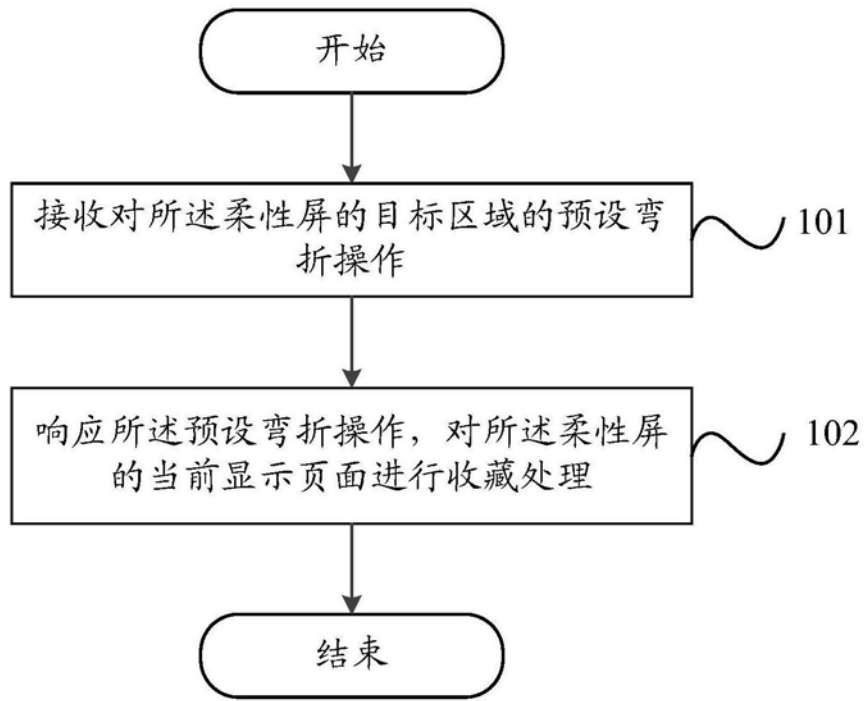 开始
接收对所述柔性屏的目标区域的预设弯
折操作
101
响应所述预设弯折操作，对所述柔性屏
的当前显示页面进行收藏处理
102
结束